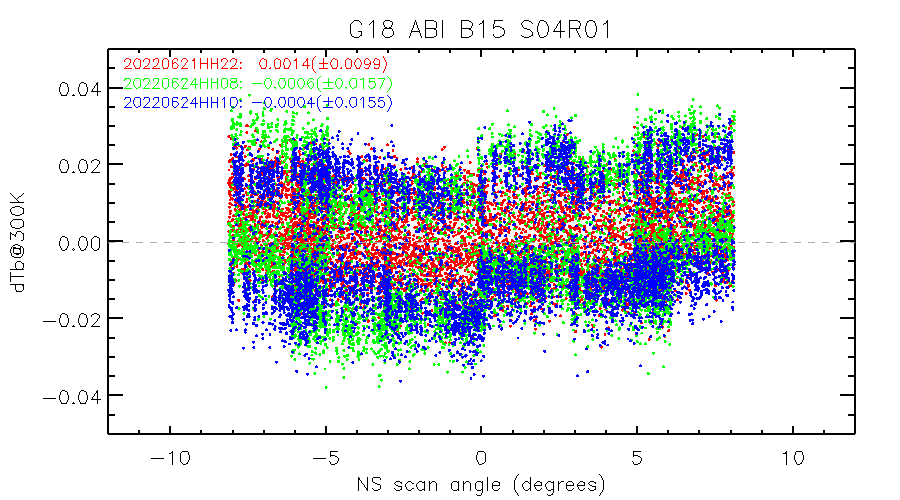 G18 ABI B15 S04R01
20220621HH22: 0.0014(±0.0099)
20220624HH08: -0.0006(±0.0157)
20220624HH10: -0.0004(±0.0155)
0.04
0.02
0.00
-0.02
-0.04
dTb@300K
-10 -5 0 5 10
NS scan angle (degrees)